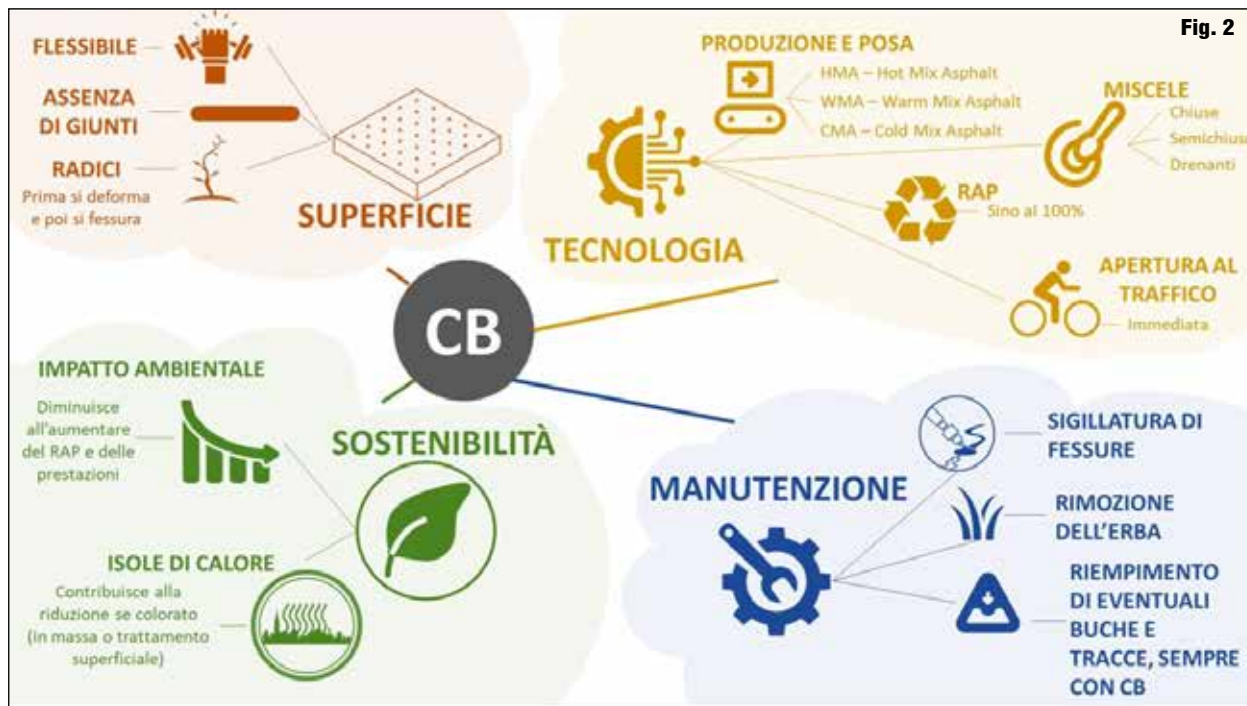 Fig. 2
FLESSIBILE
ASSENZA
DI GIUNTI
RADICI
Prima si deforma
e poi si fessura
SUPERFICIE
PRODUZIONE E POSA
HMA – Hot Mix Asphalt
WMA – Warm Mix Asphalt
CMA – Cold Mix Asphalt
MISCELE
Chiuse
Semichiuse
Drenanti
RAP
Sino al 100%
TECNOLOGIA
APERTURA AL
TRAFFICO
Immediata
CB
IMPATTO AMBIENTALE
Diminuisce
all'aumentare
del RAP e delle
prestazioni
SOSTENIBILITÀ
ISOLE DI CALORE
Contribuisce alla
riduzione se colorato
(in massa o trattamento
superficiale)
MANUTENZIONE
SIGILLATURA DI
FESSURE
RIMOZIONE
DELL'ERBA
RIEMPIMENTO
DI EVENTUALI
BUCHE E
TRACCE, SEMPRE
CON CB